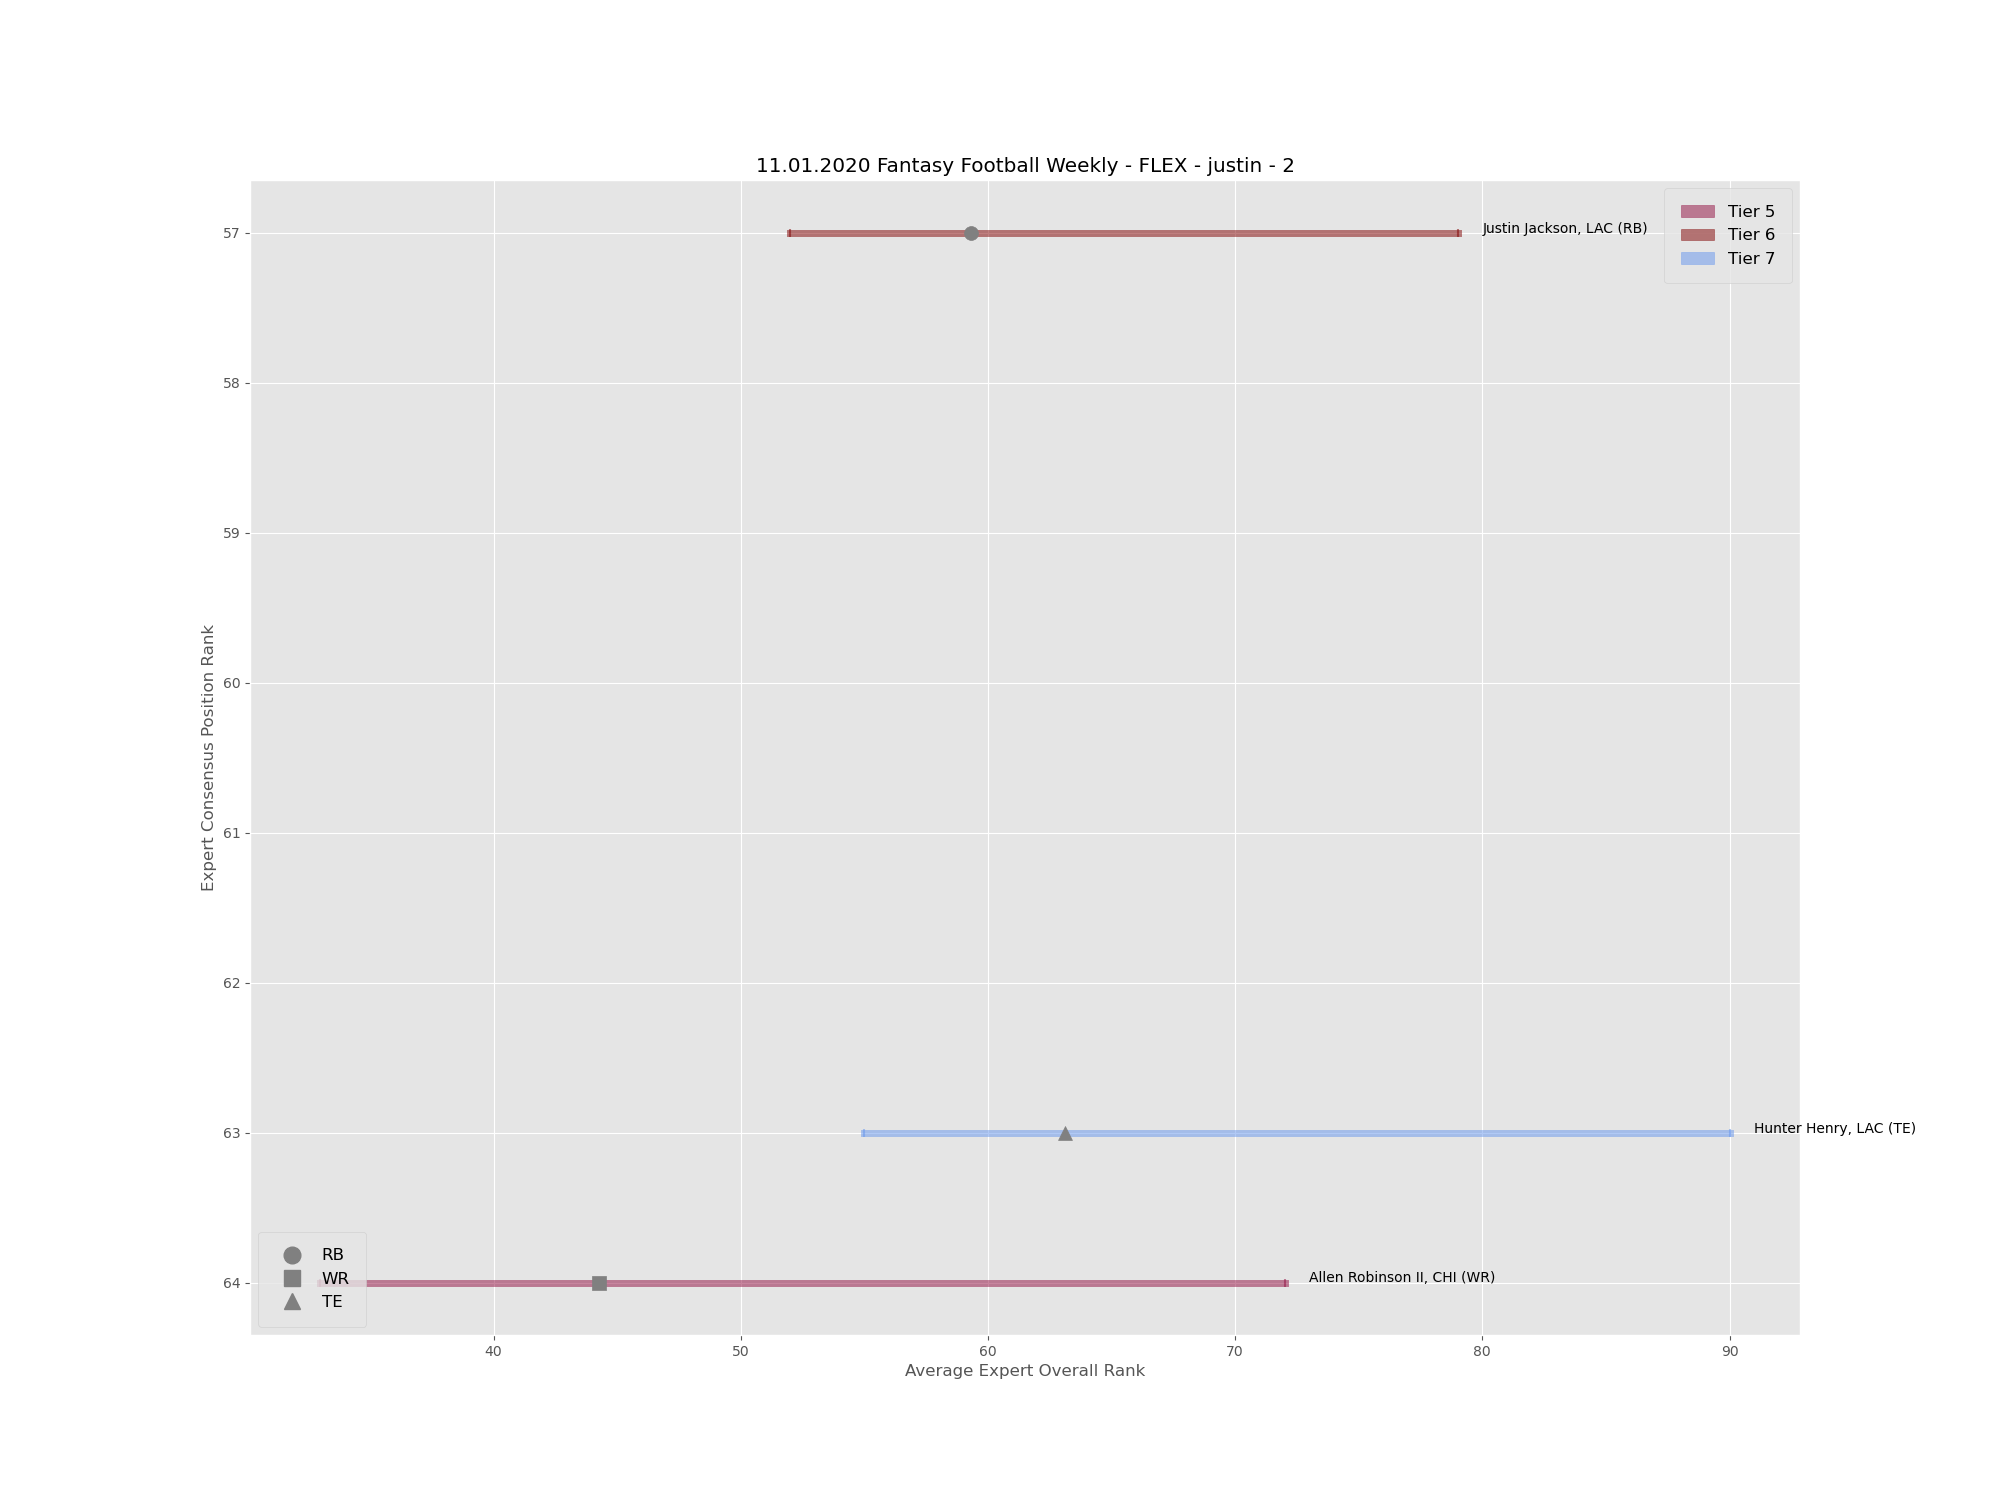 11.01.2020 Fantasy Football Weekly - FLEX - justin - 2
Tier 5
Tier 6
Tier 7
Justin Jackson, LAC (RB)
Hunter Henry, LAC (TE)
Allen Robinson II, CHI (WR)
RB
WR
TE
57
58
59
60
61
62
63
64
Expert Consensus Position Rank
40
50
60
70
80
90
Average Expert Overall Rank